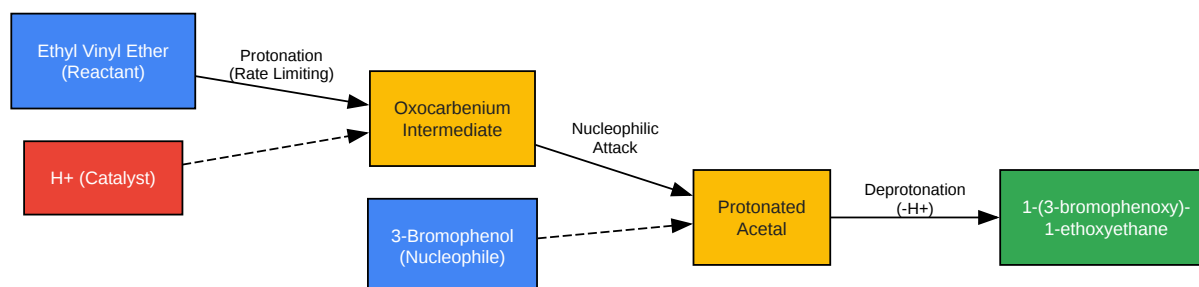 Ethyl Vinyl Ether
(Reactant)
Protonation
(Rate Limiting)
H+ (Catalyst)
Oxocarbenium
Intermediate
Nucleophilic
Attack
3-Bromophenol
(Nucleophile)
Protonated
Acetal
Deprotonation
(-H+)
1-(3-bromophenoxy)-
1-ethoxyethane